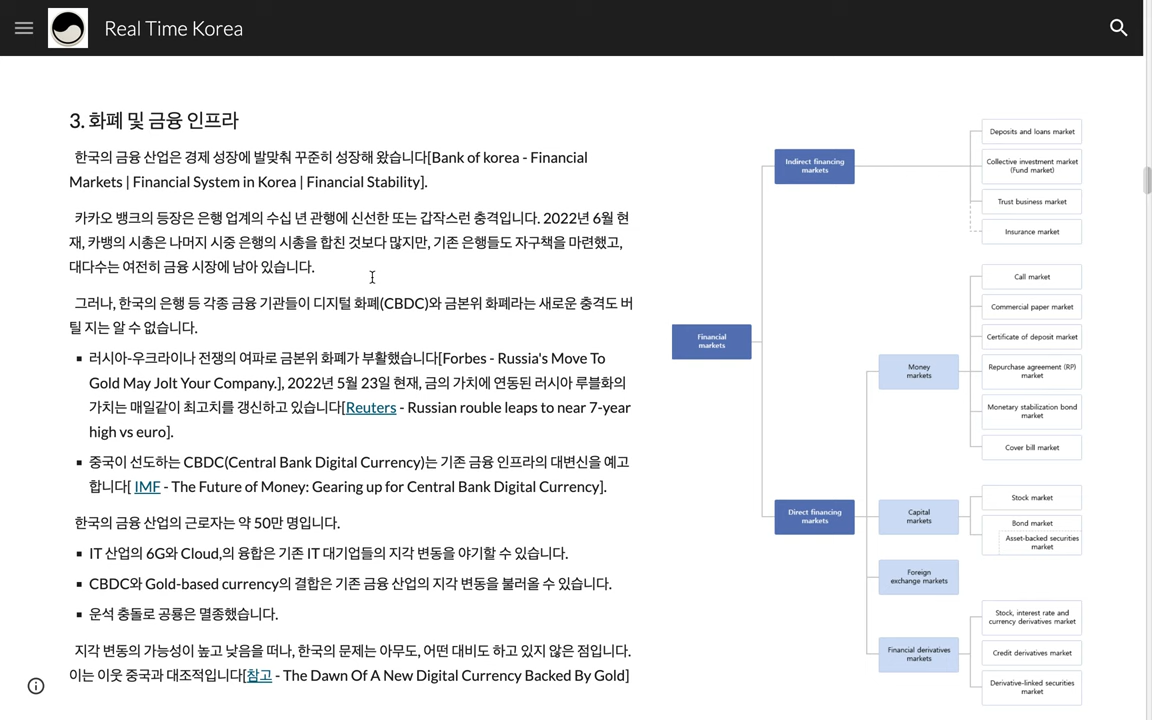 Real Time Korea
3. 화폐 및 금융 인프라
한국의 금융 산업은 경제 성장에 발맞춰 꾸준히 성장해 왔습니다[Bank of korea - Financial
Markets | Financial System in Korea | Financial Stability].
카카오 뱅크의 등장은 은행 업계의 수십 년 관행에 신선한 또는 갑작스런 충격입니다. 2022년 6월 현
재, 카뱅의 시총은 나머지 시중 은행의 시총을 합친 것보다 많지만, 기존 은행들도 자구책을 마련했고,
대다수는 여전히 금융 시장에 남아 있습니다.
그러나, 한국의 은행 등 각종 금융 기관들이 디지털 화폐(CBDC)와 금본위 화폐라는 새로운 충격도 버
틸 지는 알 수 없습니다.
▪ 러시아-우크라이나 전쟁의 여파로 금본위 화폐가 부활했습니다[Forbes - Russia's Move To
Gold May Jolt Your Company.], 2022년 5월 23일 현재, 금의 가치에 연동된 러시아 루블화의
가치는 매일같이 최고치를 갱신하고 있습니다[Reuters - Russian rouble leaps to near 7-year
high vs euro].
▪ 중국이 선도하는 CBDC(Central Bank Digital Currency)는 기존 금융 인프라의 대변신을 예고
합니다[ IMF - The Future of Money: Gearing up for Central Bank Digital Currency].
한국의 금융 산업의 근로자는 약 50만 명입니다.
▪ IT 산업의 6G와 Cloud,의 융합은 기존 IT 대기업들의 지각 변동을 야기할 수 있습니다.
▪ CBDC와 Gold-based currency의 결합은 기존 금융 산업의 지각 변동을 불러올 수 있습니다.
▪ 운석 충돌로 공룡은 멸종했습니다.
지각 변동의 가능성이 높고 낮음을 떠나, 한국의 문제는 아무도, 어떤 대비도 하고 있지 않은 점입니다.
이는 이웃 중국과 대조적입니다[참고 - The Dawn Of A New Digital Currency Backed By Gold]
Financial
markets
Indirect financing
markets
Deposits and loans market
Collective investment market
(Fund market)
Trust business market
Insurance market
Direct financing
markets
Money
markets
Call market
Commercial paper market
Certificate of deposit market
Repurchase agreement (RP)
market
Monetary stabilization bond
market
Cover bill market
Capital
markets
Stock market
Bond market
Asset-backed securities
market
Foreign
exchange markets
Financial derivatives
markets
Stock, interest rate and
currency derivatives market
Credit derivatives market
Derivative-linked securities
market